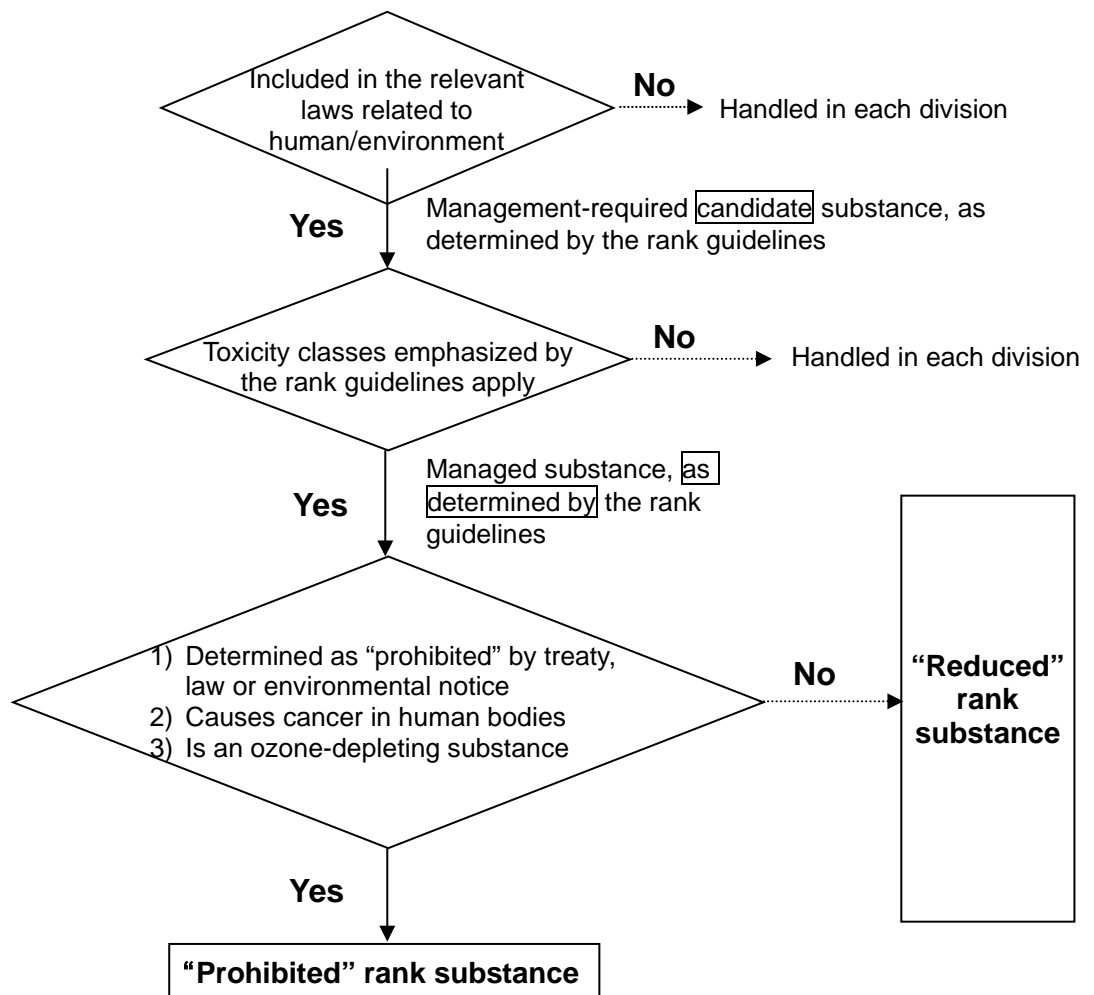 Included in the relevant
laws related to
human/environment
No
Handled in each division
Yes
Management-required candidate substance, as
determined by the rank guidelines
Toxicity classes emphasized by
the rank guidelines apply
No
Handled in each division
Yes
Managed substance, as
determined by the rank
guidelines
1) Determined as “prohibited” by treaty,
law or environmental notice
2) Causes cancer in human bodies
3) Is an ozone-depleting substance
No
“Reduced”
rank
substance
Yes
“Prohibited” rank substance